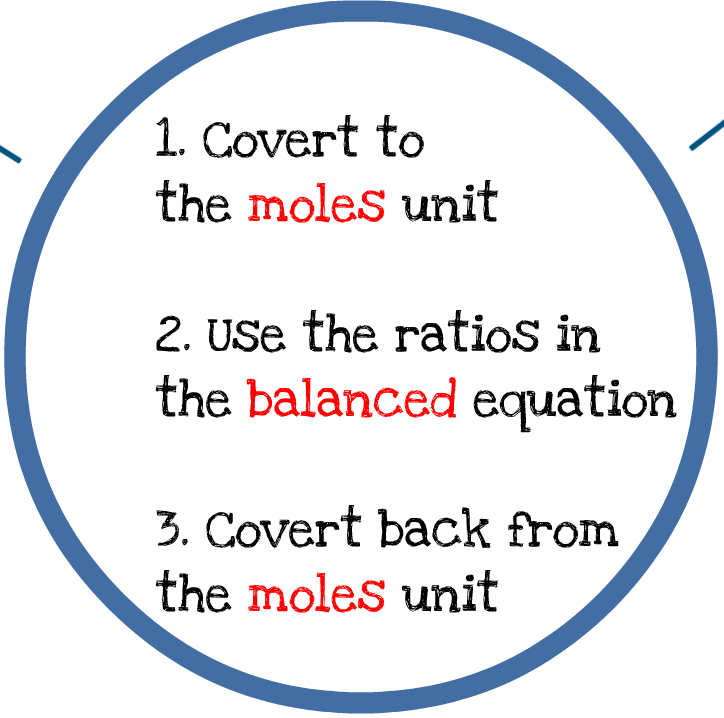 1. Covert to
the moles unit
2. Use the ratios in
the balanced equation
3. Covert back from
the moles unit